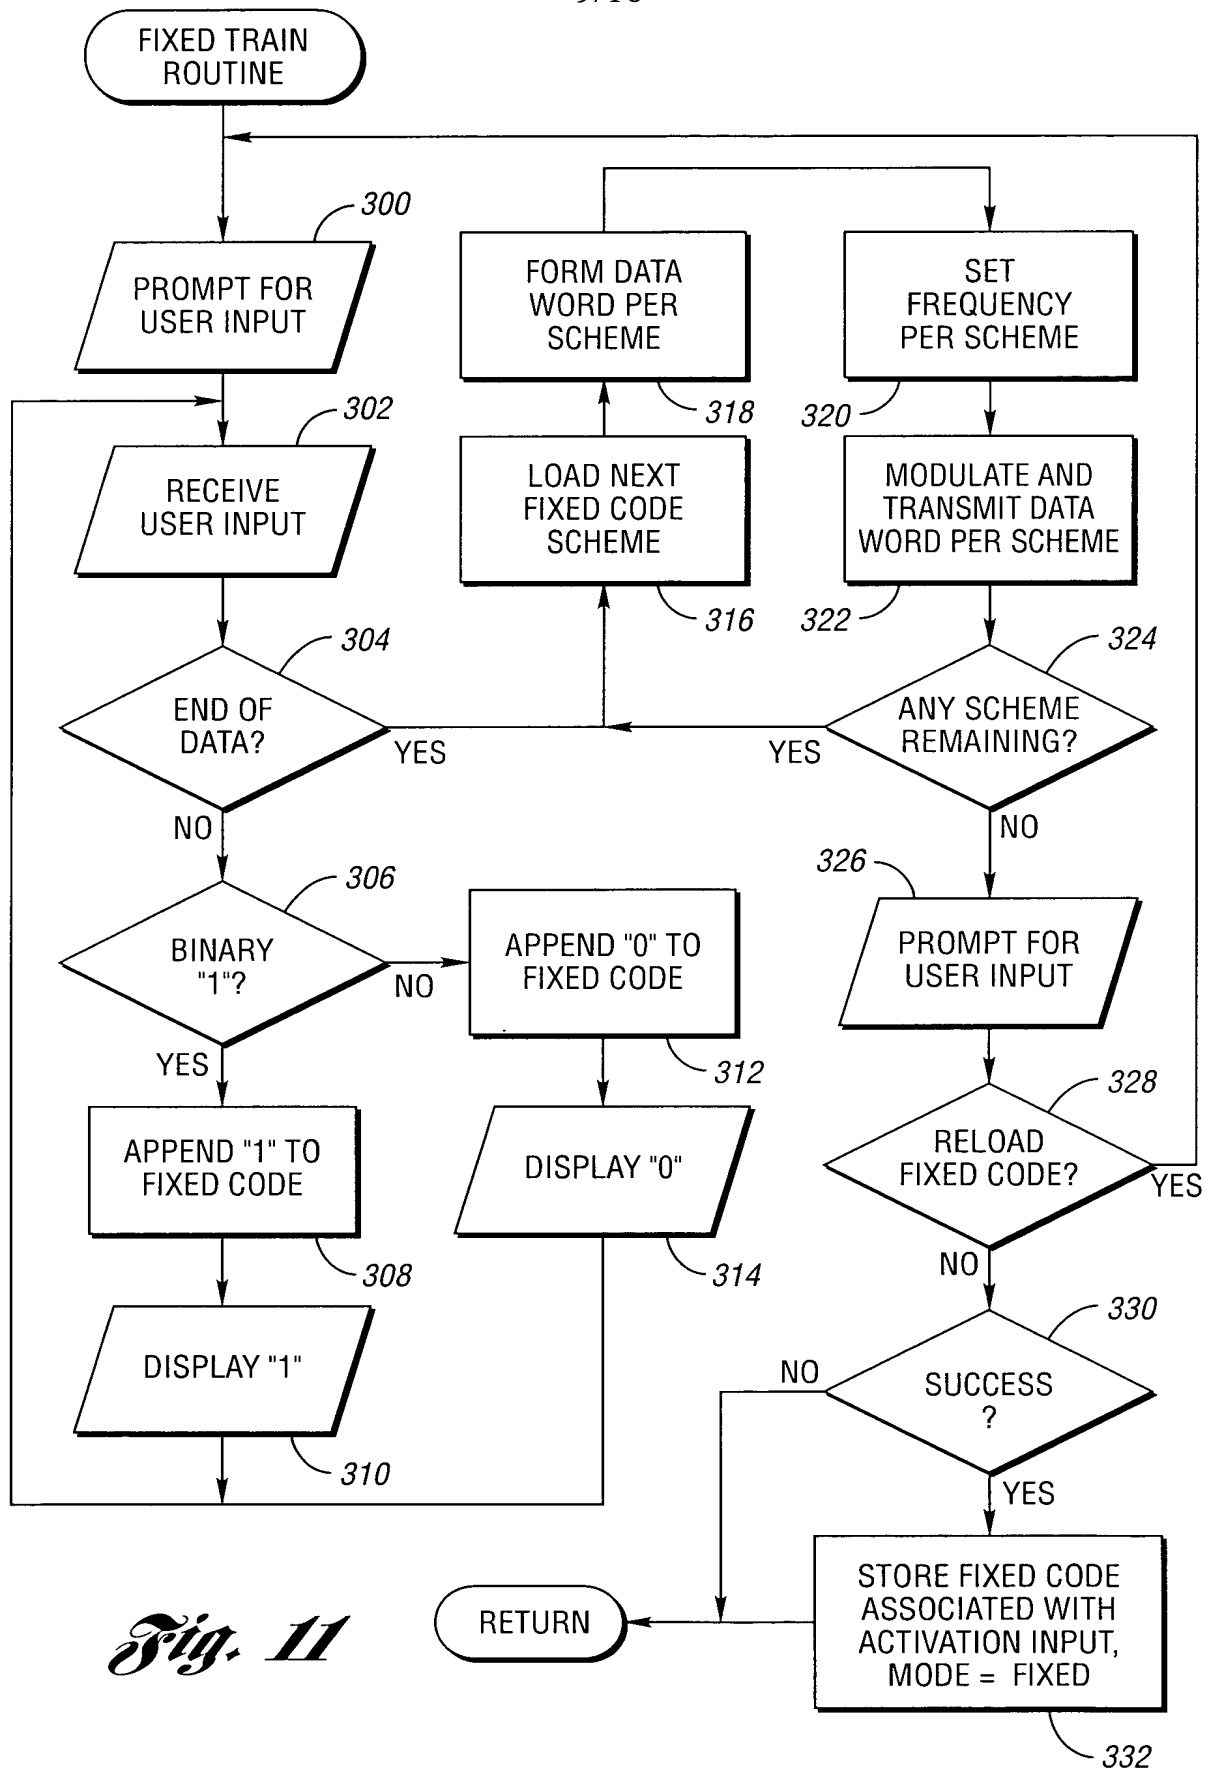 FIXED TRAIN
ROUTINE
300
PROMPT FOR
USER INPUT
302
RECEIVE
USER INPUT
304
END OF
DATA?
YES
NO
306
BINARY
"1"?
NO
YES
APPEND "1" TO
FIXED CODE
308
DISPLAY "1"
310
APPEND "0" TO
FIXED CODE
312
DISPLAY "0"
314
LOAD NEXT
FIXED CODE
SCHEME
316
FORM DATA
WORD PER
SCHEME
318
SET
FREQUENCY
PER SCHEME
320
MODULATE AND
TRANSMIT DATA
WORD PER SCHEME
322
324
ANY SCHEME
REMAINING?
YES
NO
326
PROMPT FOR
USER INPUT
328
RELOAD
FIXED CODE?
YES
NO
330
SUCCESS
?
NO
YES
STORE FIXED CODE
ASSOCIATED WITH
ACTIVATION INPUT,
MODE = FIXED
332
RETURN
Fig. 11